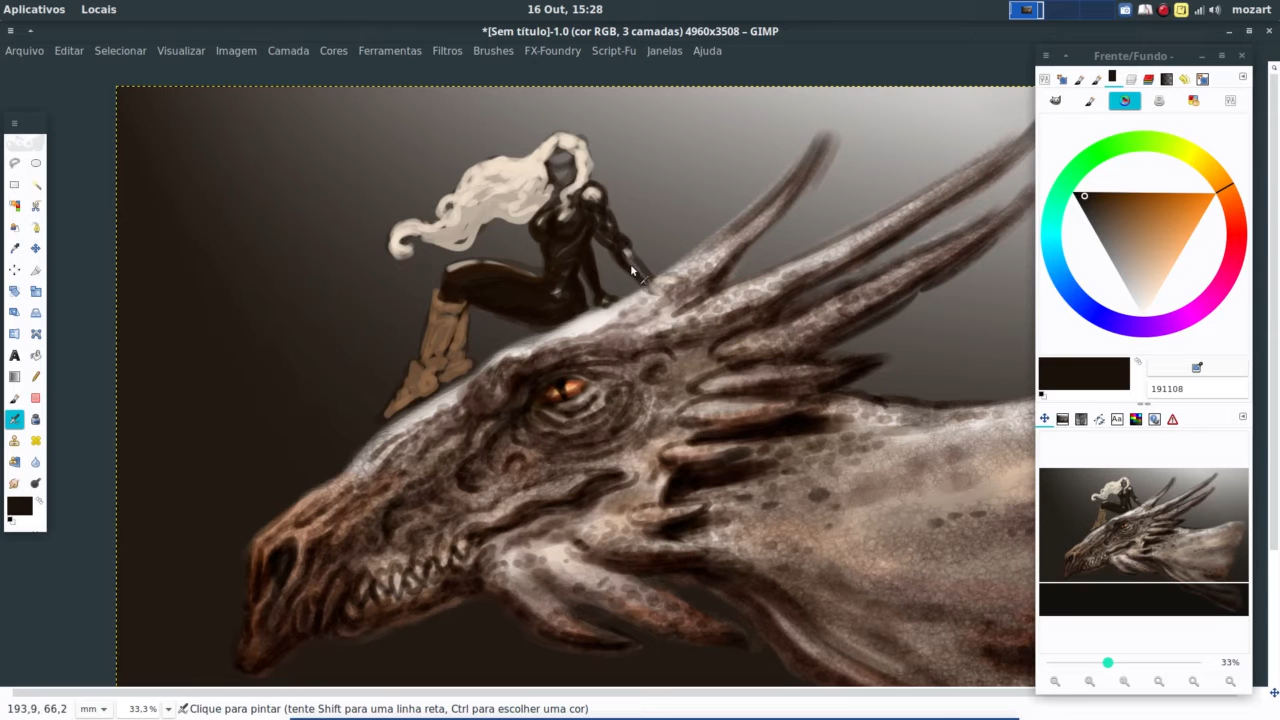 Aplicativos Locais 16 Out, 15:28 mozart
*[Sem título]-1.0 (cor RGB, 3 camadas) 4960x3508 – GIMP
Arquivo Editar Selecionar Visualizar Imagem Camada Cores Ferramentas Filtros Brushes FX-Foundry Script-Fu Janelas Ajuda
Frente/Fundo -
191108
Aa
33%
193,9, 66,2 mm 33,3 % Clique para pintar (tente Shift para uma linha reta, Ctrl para escolher uma cor)